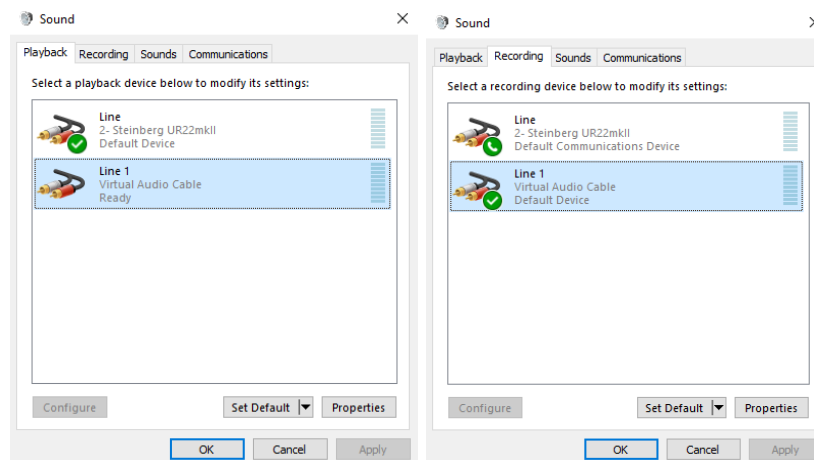 Sound
Playback Recording Sounds Communications
Select a playback device below to modify its settings:
Line
2- Steinberg UR22mkII
Default Device
Line 1
Virtual Audio Cable
Ready
Configure
Set Default
Properties
OK
Cancel
Apply
Sound
Playback Recording Sounds Communications
Select a recording device below to modify its settings:
Line
2- Steinberg UR22mkII
Default Communications Device
Line 1
Virtual Audio Cable
Default Device
Configure
Set Default
Properties
OK
Cancel
Apply